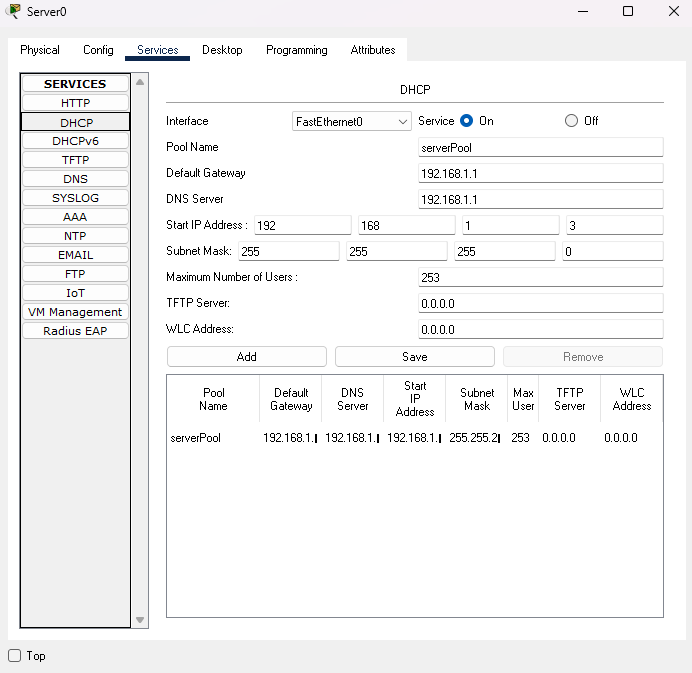 Server0
Physical Config Services Desktop Programming Attributes
SERVICES
HTTP
DHCP
DHCPv6
TFTP
DNS
SYSLOG
AAA
NTP
EMAIL
FTP
IoT
VM Management
Radius EAP
DHCP
Interface FastEthernet0 Service On Off
Pool Name serverPool
Default Gateway 192.168.1.1
DNS Server 192.168.1.1
Start IP Address : 192 168 1 3
Subnet Mask: 255 255 255 0
Maximum Number of Users : 253
TFTP Server: 0.0.0.0
WLC Address: 0.0.0.0
Add Save Remove
Pool Name Default Gateway DNS Server Start IP Address Subnet Mask Max User TFTP Server WLC Address
serverPool 192.168.1. 192.168.1. 192.168.1. 255.255.2 253 0.0.0.0 0.0.0.0
Top